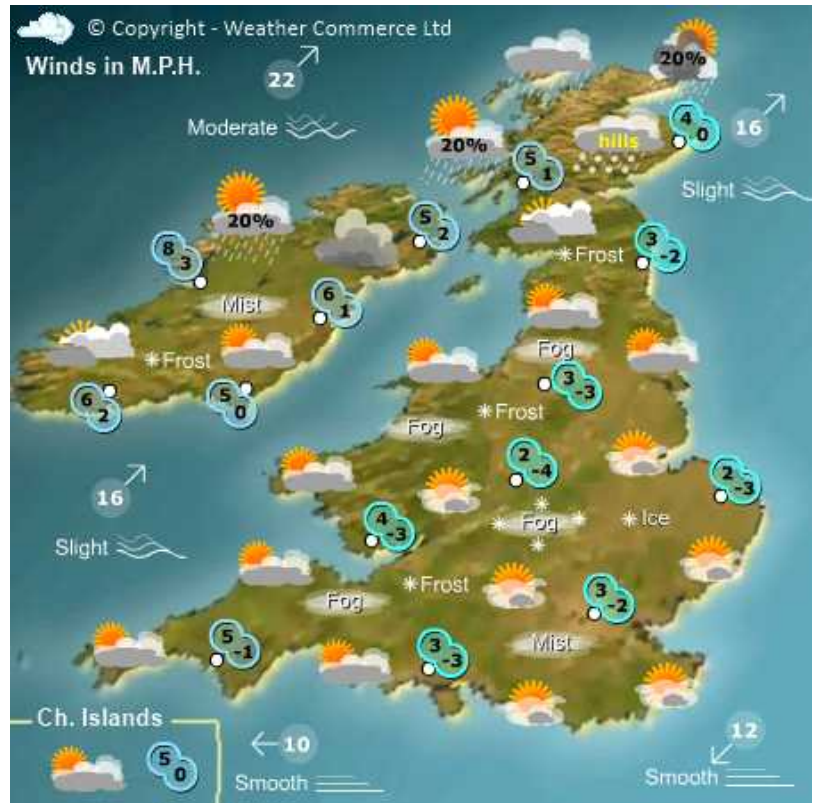 © Copyright - Weather Commerce Ltd
Winds in M.P.H.
22
20%
Moderate
16
4
0
20%
hills
5
1
Slight
20%
5
2
8
3
3
-2
Frost
Mist
6
1
Frost
Fog
3
-3
6
2
5
0
Frost
Fog
2
-4
2
-3
16
4
-3
Fog
Ice
Slight
Frost
3
-2
Fog
5
-1
3
-3
Mist
Ch. Islands
5
0
10
12
Smooth
Smooth